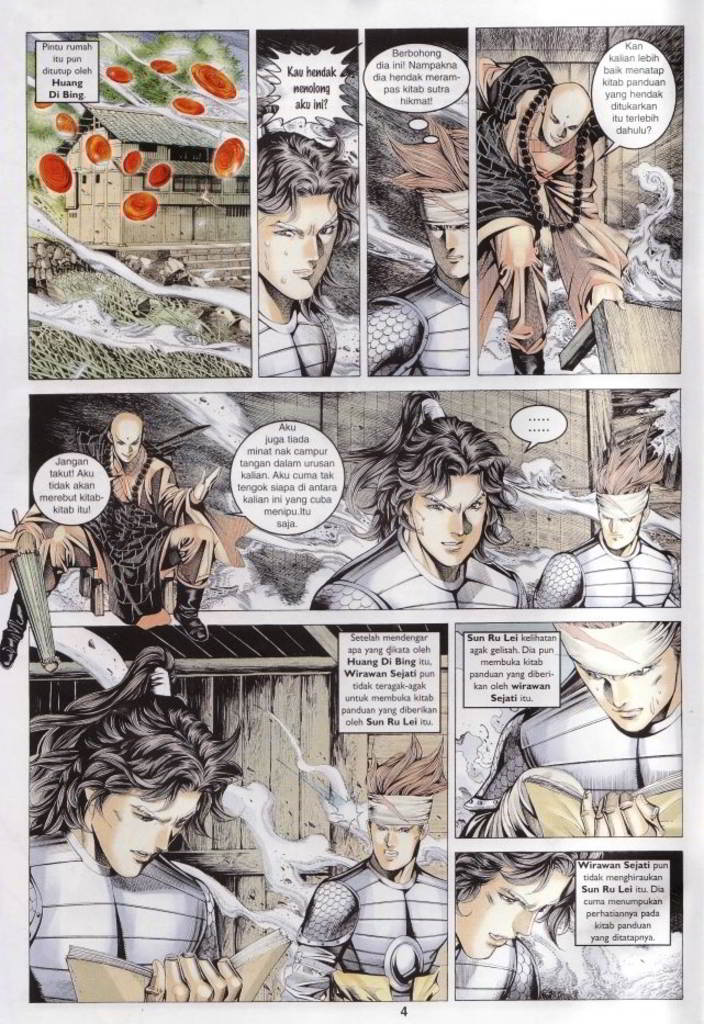 Pintu rumah
itu pun
ditutup oleh
Huang
Di Bing.
Kau hendak
menolong
aku ini?
Berbohong
dia ini! Nampakna
dia hendak meram-
pas kitab sutra
hikmat!
Kan
kalian lebih
baik menatap
kitab panduan
yang hendak
ditukarkan
itu terlebih
dahulu?
Jangan
takut! Aku
tidak akan
merebut kitab-
kitab itu!
Aku
juga tiada
minat nak campur
tangan dalam urusan
kalian. Aku cuma tak
tengok siapa di antara
kalian ini yang cuba
menipu.Itu
saja.
.....
.....
Setelah mendengar
apa yang dikata oleh
Huang Di Bing itu,
Wirawan Sejati pun
tidak teragak-agak
untuk membuka kitab
panduan yang diberikan
oleh Sun Ru Lei itu.
Sun Ru Lei kelihatan
agak gelisah. Dia pun
membuka kitab
panduan yang diberi-
kan oleh wirawan
Sejati itu.
Wirawan Sejati pun
tidak menghiraukan
Sun Ru Lei itu. Dia
cuma menumpukan
perhatiannya pada
kitab panduan
yang ditatapnya.
4